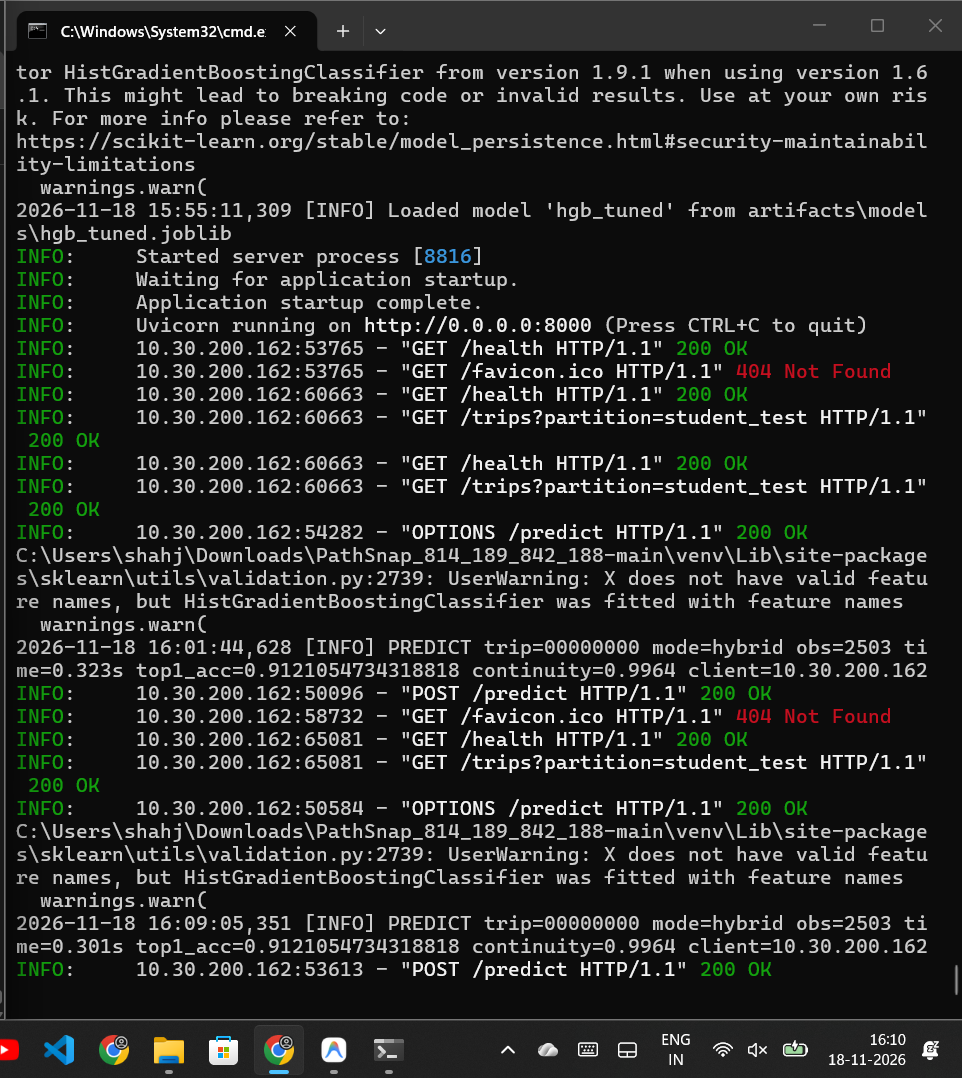 C:\Windows\System32\cmd.e:
tor HistGradientBoostingClassifier from version 1.9.1 when using version 1.6
.1. This might lead to breaking code or invalid results. Use at your own ris
k. For more info please refer to:
https://scikit-learn.org/stable/model_persistence.html#security-maintainabil
ity-limitations
  warnings.warn(
2026-11-18 15:55:11,309 [INFO] Loaded model 'hgb_tuned' from artifacts\model
s\hgb_tuned.joblib
INFO:     Started server process [8816]
INFO:     Waiting for application startup.
INFO:     Application startup complete.
INFO:     Uvicorn running on http://0.0.0.0:8000 (Press CTRL+C to quit)
INFO:     10.30.200.162:53765 - "GET /health HTTP/1.1" 200 OK
INFO:     10.30.200.162:53765 - "GET /favicon.ico HTTP/1.1" 404 Not Found
INFO:     10.30.200.162:60663 - "GET /health HTTP/1.1" 200 OK
INFO:     10.30.200.162:60663 - "GET /trips?partition=student_test HTTP/1.1"
 200 OK
INFO:     10.30.200.162:60663 - "GET /health HTTP/1.1" 200 OK
INFO:     10.30.200.162:60663 - "GET /trips?partition=student_test HTTP/1.1"
 200 OK
INFO:     10.30.200.162:54282 - "OPTIONS /predict HTTP/1.1" 200 OK
C:\Users\shahj\Downloads\PathSnap_814_189_842_188-main\venv\Lib\site-package
s\sklearn\utils\validation.py:2739: UserWarning: X does not have valid featu
re names, but HistGradientBoostingClassifier was fitted with feature names
  warnings.warn(
2026-11-18 16:01:44,628 [INFO] PREDICT trip=00000000 mode=hybrid obs=2503 ti
me=0.323s top1_acc=0.9121054734318818 continuity=0.9964 client=10.30.200.162
INFO:     10.30.200.162:50096 - "POST /predict HTTP/1.1" 200 OK
INFO:     10.30.200.162:58732 - "GET /favicon.ico HTTP/1.1" 404 Not Found
INFO:     10.30.200.162:65081 - "GET /health HTTP/1.1" 200 OK
INFO:     10.30.200.162:65081 - "GET /trips?partition=student_test HTTP/1.1"
 200 OK
INFO:     10.30.200.162:50584 - "OPTIONS /predict HTTP/1.1" 200 OK
C:\Users\shahj\Downloads\PathSnap_814_189_842_188-main\venv\Lib\site-package
s\sklearn\utils\validation.py:2739: UserWarning: X does not have valid featu
re names, but HistGradientBoostingClassifier was fitted with feature names
  warnings.warn(
2026-11-18 16:09:05,351 [INFO] PREDICT trip=00000000 mode=hybrid obs=2503 ti
me=0.301s top1_acc=0.9121054734318818 continuity=0.9964 client=10.30.200.162
INFO:     10.30.200.162:53613 - "POST /predict HTTP/1.1" 200 OK
ENG
IN
16:10
18-11-2026